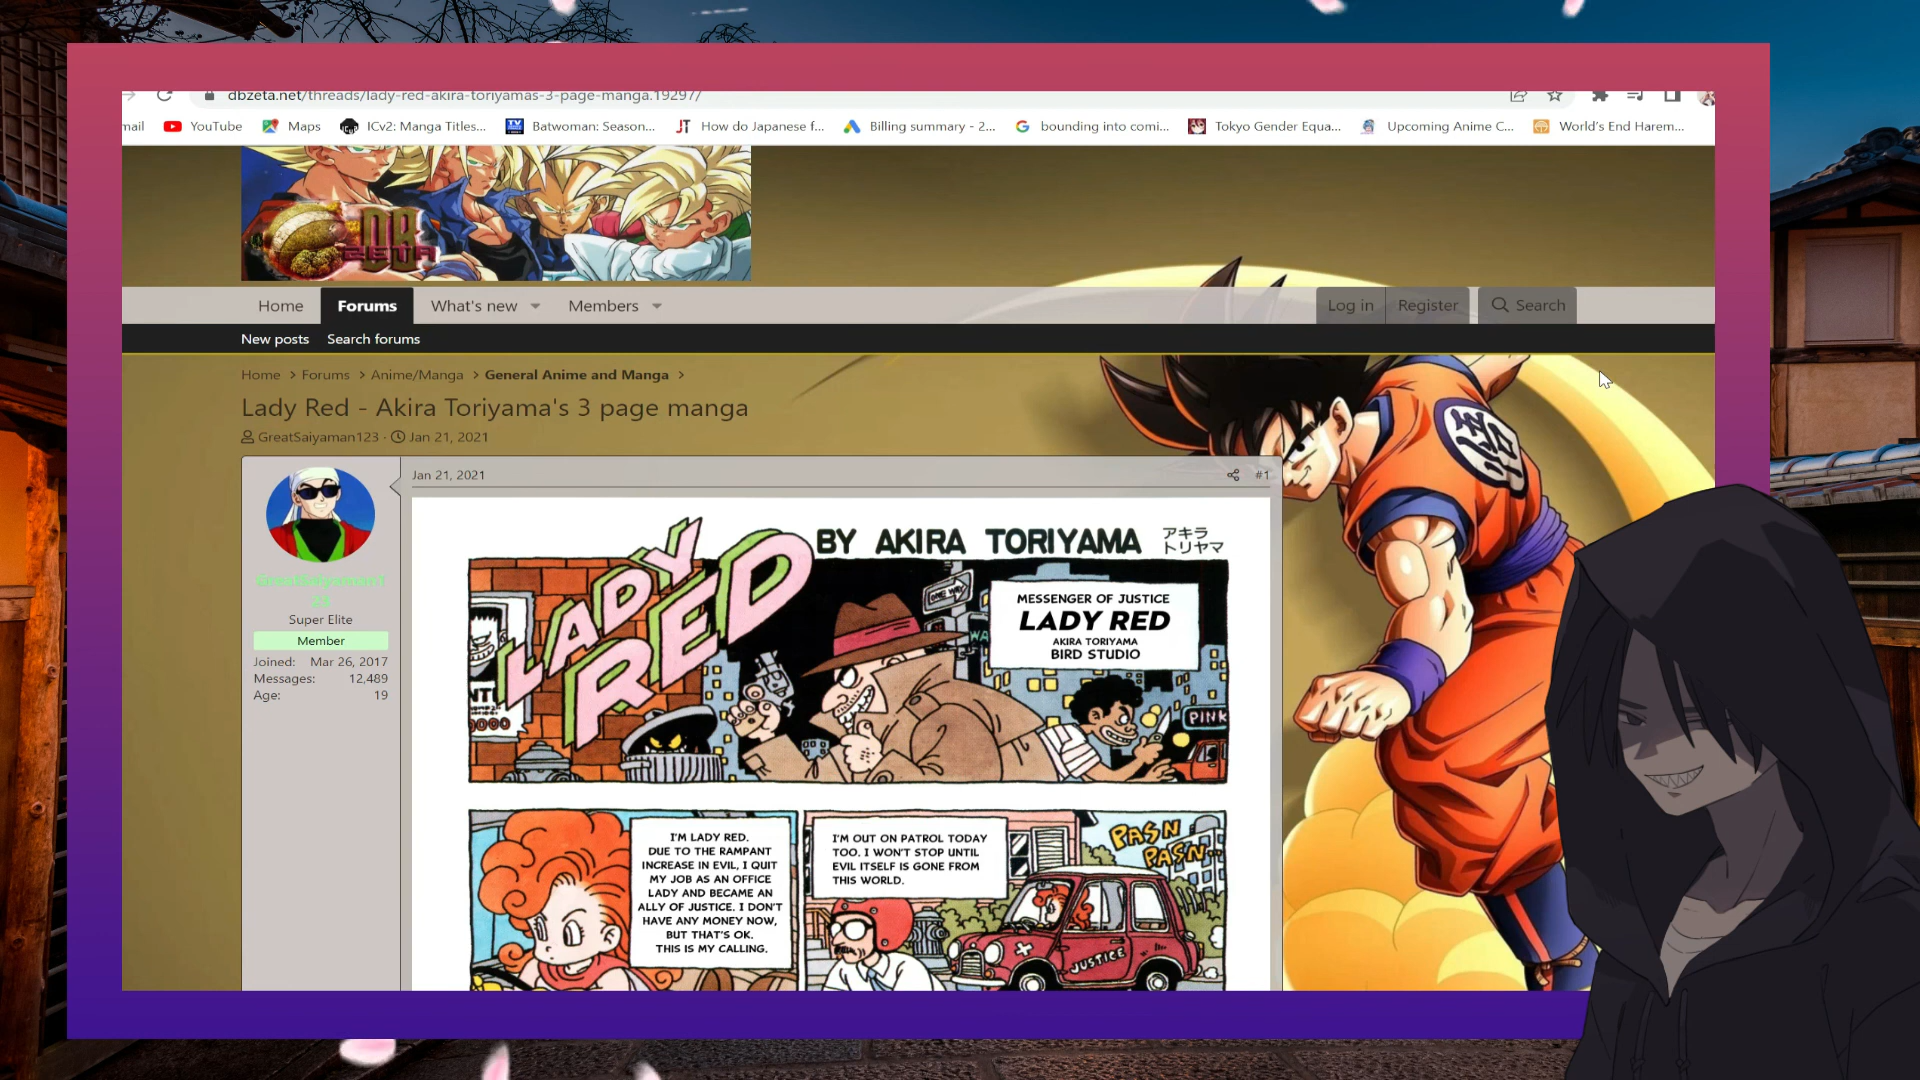 dbzeta.net/threads/lady-red-akira-toriyamas-3-page-manga.19297/
mail YouTube Maps ICv2: Manga Titles... Batwoman: Season... How do Japanese f... Billing summary - 2... bounding into comi... Tokyo Gender Equa... Upcoming Anime C... World's End Harem...
DB
ZETA
Home Forums What's new Members Log in Register Search
New posts Search forums
Home > Forums > Anime/Manga > General Anime and Manga >
Lady Red - Akira Toriyama's 3 page manga
GreatSaiyaman123 · Jan 21, 2021
Jan 21, 2021 #1
GreatSaiyaman1
23
Super Elite
Member
Joined: Mar 26, 2017
Messages: 12,489
Age: 19
LADY
RED
BY AKIRA TORIYAMA
アキラ
トリヤマ
ONE WAY
MESSENGER OF JUSTICE
LADY RED
AKIRA TORIYAMA
BIRD STUDIO
WA
PINK
I'M LADY RED.
DUE TO THE RAMPANT
INCREASE IN EVIL, I QUIT
MY JOB AS AN OFFICE
LADY AND BECAME AN
ALLY OF JUSTICE. I DON'T
HAVE ANY MONEY NOW,
BUT THAT'S OK.
THIS IS MY CALLING.
I'M OUT ON PATROL TODAY
TOO. I WON'T STOP UNTIL
EVIL ITSELF IS GONE FROM
THIS WORLD.
PASN
PASN..
JUSTICE